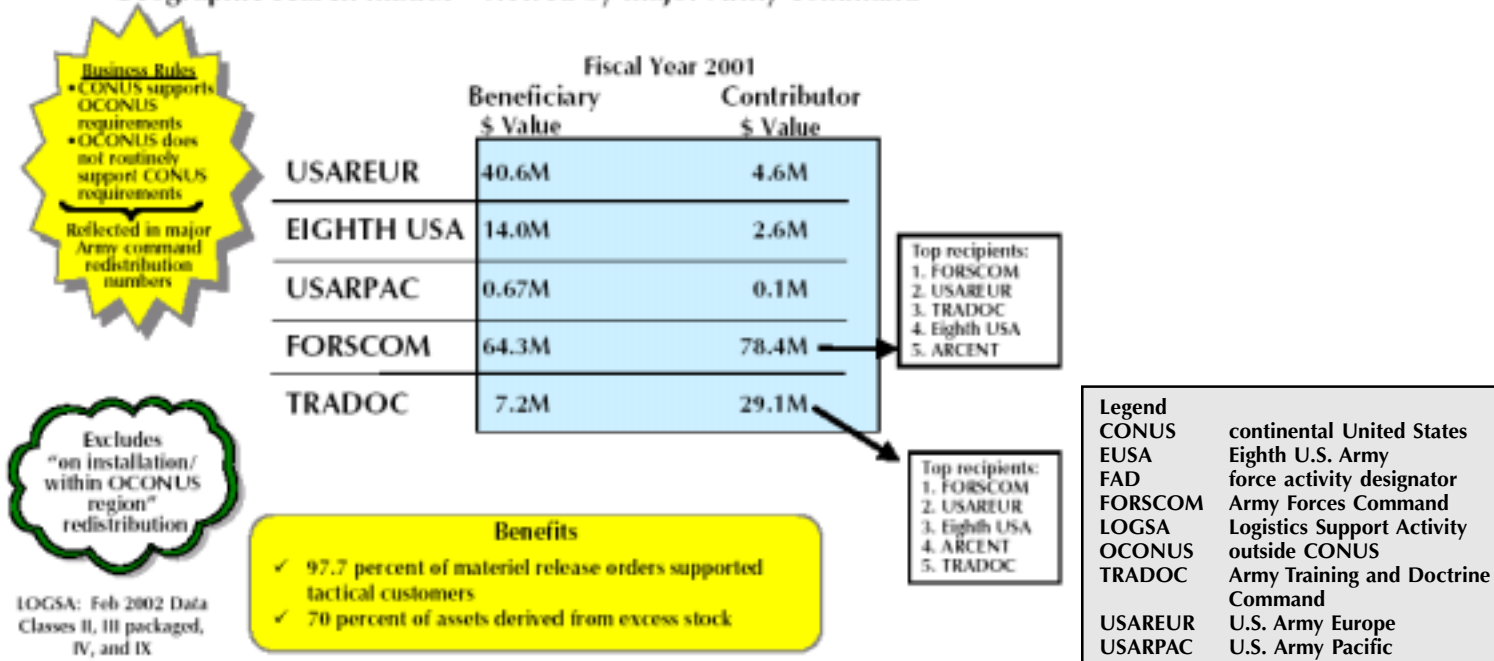 Business Rules
•CONUS supports
OCONUS
requirements
•OCONUS does
not routinely
support CONUS
requirements
Reflected in major
Army command
redistribution
numbers
Fiscal Year 2001
Beneficiary Contributor
$ Value $ Value
USAREUR 40.6M 4.6M
EIGHTH USA 14.0M 2.6M
USARPAC 0.67M 0.1M
FORSCOM 64.3M 78.4M
TRADOC 7.2M 29.1M
Top recipients:
1. FORSCOM
2. USAREUR
3. TRADOC
4. Eighth USA
5. ARCENT
Top recipients:
1. FORSCOM
2. USAREUR
3. Eighth USA
4. ARCENT
5. TRADOC
Excludes
"on installation/
within OCONUS
region"
redistribution
LOGSA: Feb 2002 Data
Classes II, III packaged,
IV, and IX
Benefits
✓ 97.7 percent of materiel release orders supported
tactical customers
✓ 70 percent of assets derived from excess stock
Legend
CONUS continental United States
EUSA Eighth U.S. Army
FAD force activity designator
FORSCOM Army Forces Command
LOGSA Logistics Support Activity
OCONUS outside CONUS
TRADOC Army Training and Doctrine
Command
USAREUR U.S. Army Europe
USARPAC U.S. Army Pacific